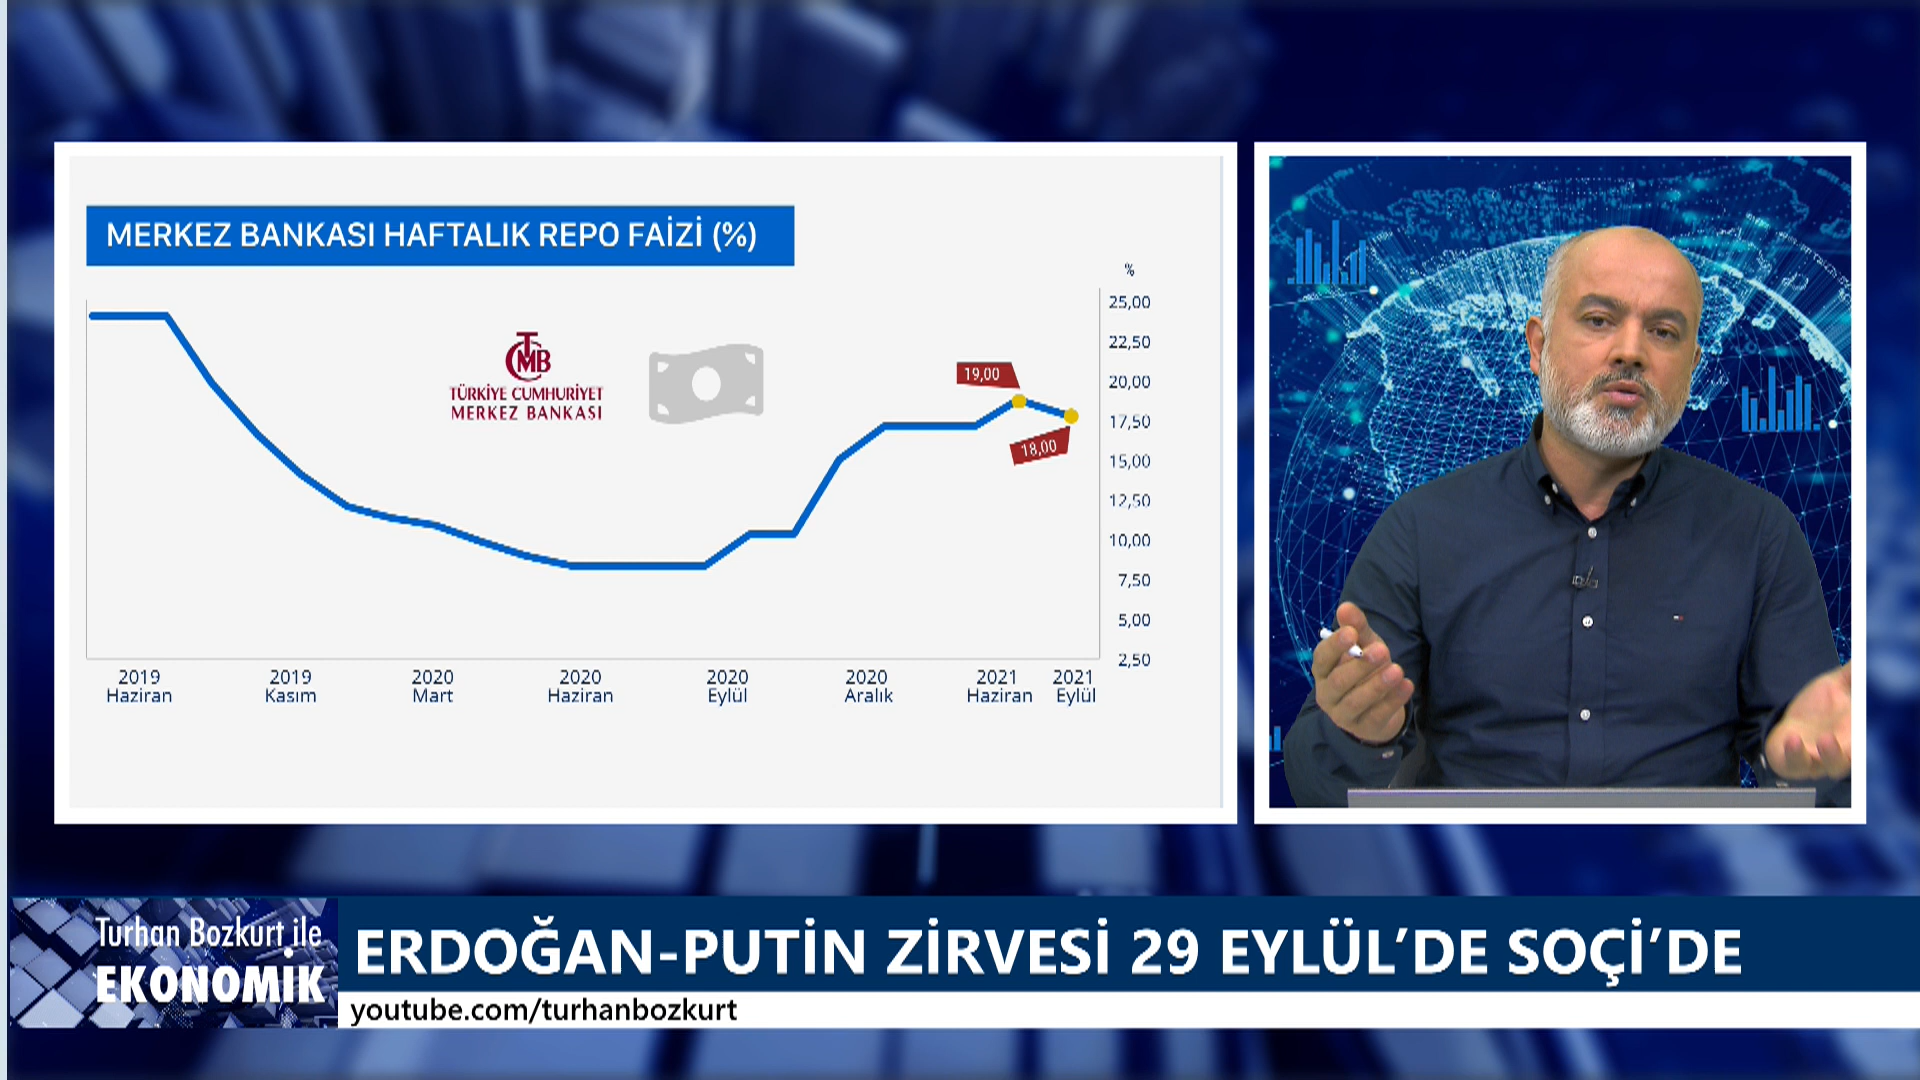 MERKEZ BANKASI HAFTALIK REPO FAİZİ (%)
%
25,00
22,50
20,00
17,50
15,00
12,50
10,00
7,50
5,00
2,50
TCMB
TÜRKİYE CUMHURİYET
MERKEZ BANKASI
19,00
18,00
2019 Haziran
2019 Kasım
2020 Mart
2020 Haziran
2020 Eylül
2020 Aralık
2021 Haziran
2021 Eylül
Turhan Bozkurt ile
EKONOMİK
ERDOĞAN-PUTİN ZİRVESİ 29 EYLÜL’DE SOÇİ’DE
youtube.com/turhanbozkurt